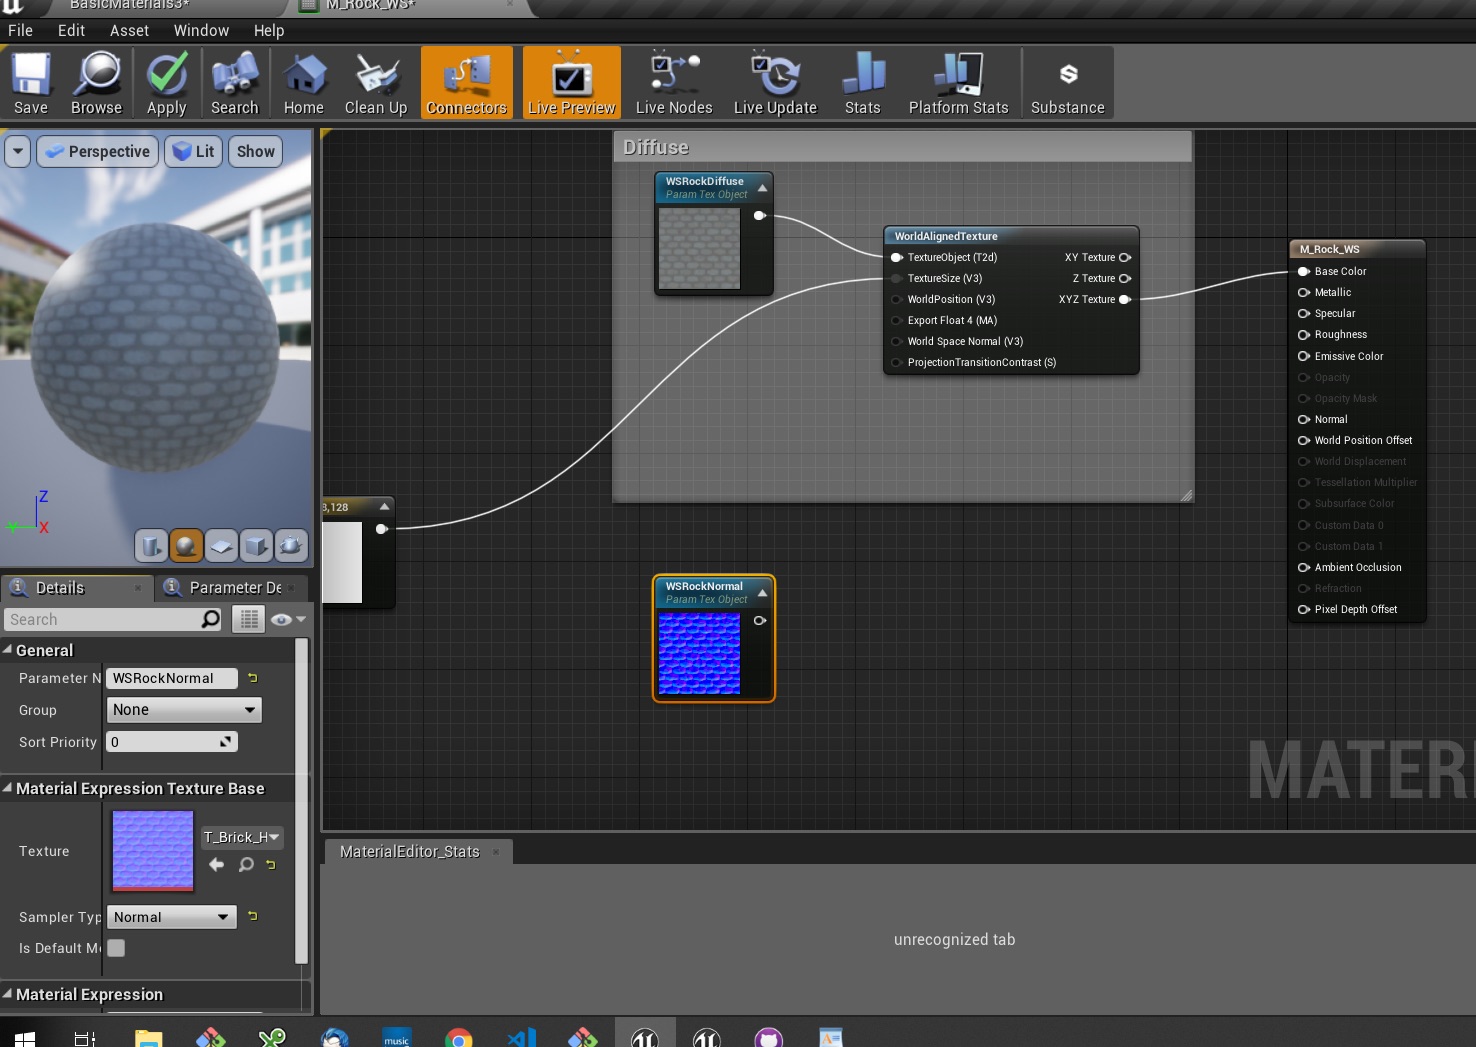 BasicMaterials3*
M_Rock_WS*
File Edit Asset Window Help
Save Browse Apply Search Home Clean Up Connectors Live Preview Live Nodes Live Update Stats Platform Stats Substance
Perspective Lit Show
Z
Y
X
Diffuse
WSRockDiffuse
Param Tex Object
WorldAlignedTexture
TextureObject (T2d) XY Texture
TextureSize (V3) Z Texture
WorldPosition (V3) XYZ Texture
Export Float 4 (MA)
World Space Normal (V3)
ProjectionTransitionContrast (S)
M_Rock_WS
Base Color
Metallic
Specular
Roughness
Emissive Color
Opacity
Opacity Mask
Normal
World Position Offset
World Displacement
Tessellation Multiplier
Subsurface Color
Custom Data 0
Custom Data 1
Ambient Occlusion
Refraction
Pixel Depth Offset
8,128
WSRockNormal
Param Tex Object
MATERI
Details Parameter De
Search
General
Parameter N WSRockNormal
Group None
Sort Priority 0
Material Expression Texture Base
Texture T_Brick_H
Sampler Typ Normal
Is Default M
Material Expression
MaterialEditor_Stats
unrecognized tab
music